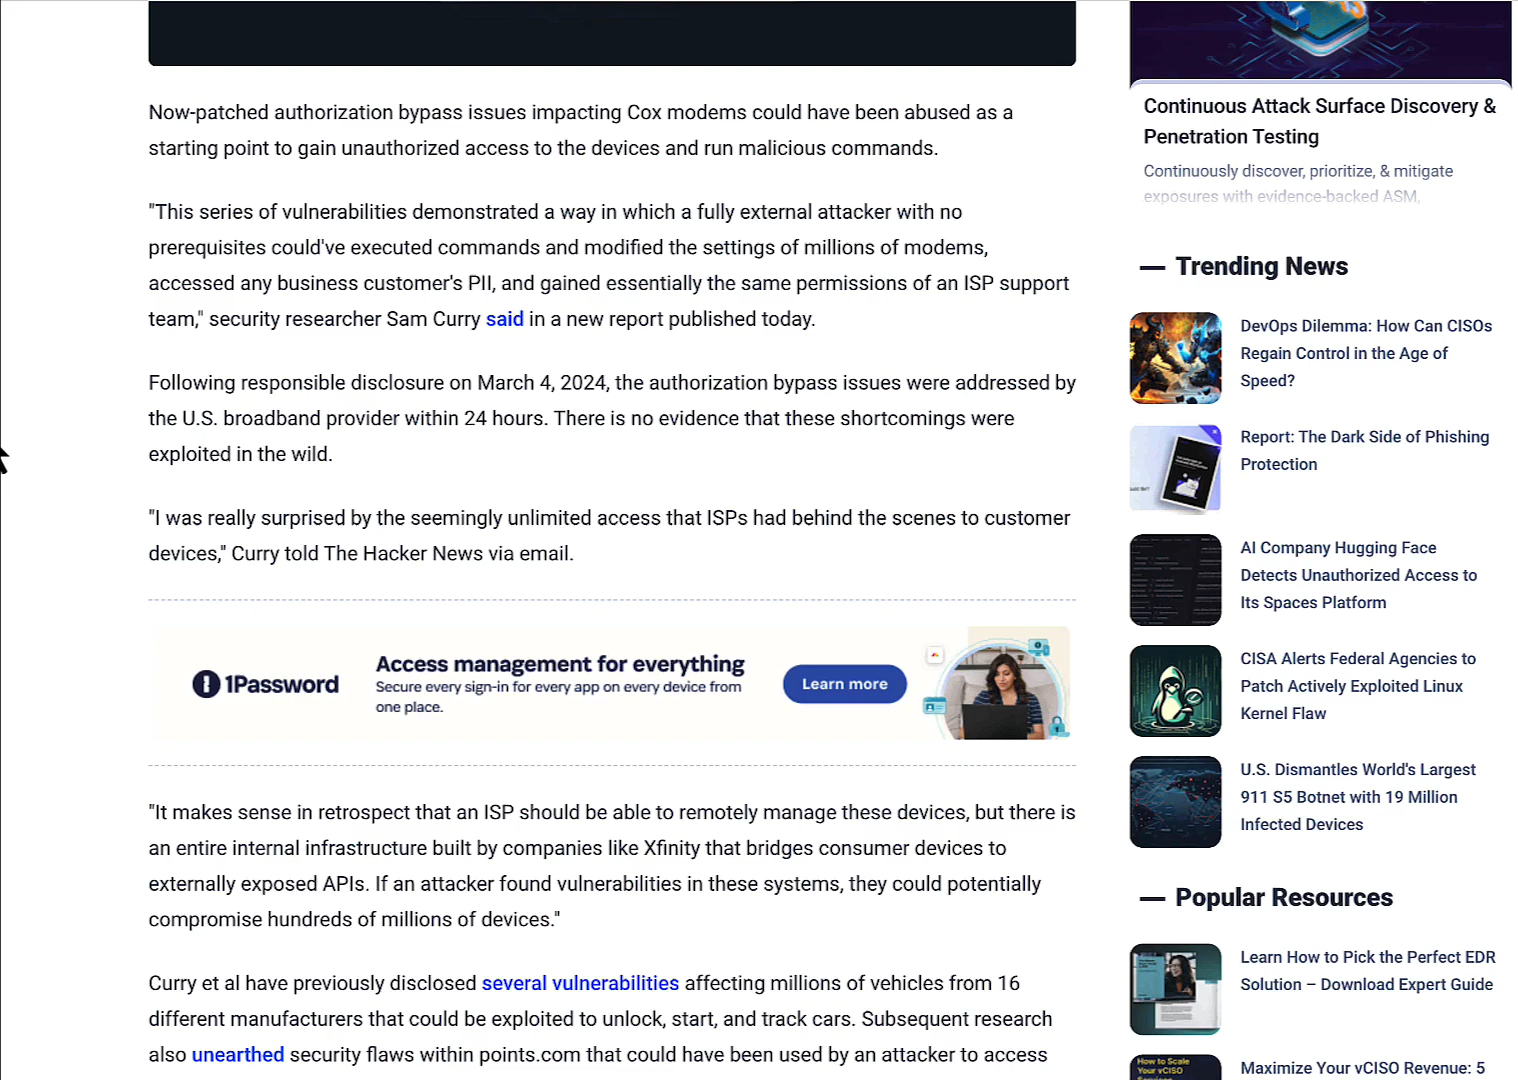 Now-patched authorization bypass issues impacting Cox modems could have been abused as a
starting point to gain unauthorized access to the devices and run malicious commands.
"This series of vulnerabilities demonstrated a way in which a fully external attacker with no
prerequisites could've executed commands and modified the settings of millions of modems,
accessed any business customer's PII, and gained essentially the same permissions of an ISP support
team," security researcher Sam Curry said in a new report published today.
Following responsible disclosure on March 4, 2024, the authorization bypass issues were addressed by
the U.S. broadband provider within 24 hours. There is no evidence that these shortcomings were
exploited in the wild.
"I was really surprised by the seemingly unlimited access that ISPs had behind the scenes to customer
devices," Curry told The Hacker News via email.
1Password
Access management for everything
Secure every sign-in for every app on every device from
one place.
Learn more
"It makes sense in retrospect that an ISP should be able to remotely manage these devices, but there is
an entire internal infrastructure built by companies like Xfinity that bridges consumer devices to
externally exposed APIs. If an attacker found vulnerabilities in these systems, they could potentially
compromise hundreds of millions of devices."
Curry et al have previously disclosed several vulnerabilities affecting millions of vehicles from 16
different manufacturers that could be exploited to unlock, start, and track cars. Subsequent research
also unearthed security flaws within points.com that could have been used by an attacker to access
Continuous Attack Surface Discovery &
Penetration Testing
Continuously discover, prioritize, & mitigate
exposures with evidence-backed ASM,
Trending News
DevOps Dilemma: How Can CISOs
Regain Control in the Age of
Speed?
Report: The Dark Side of Phishing
Protection
AI Company Hugging Face
Detects Unauthorized Access to
Its Spaces Platform
CISA Alerts Federal Agencies to
Patch Actively Exploited Linux
Kernel Flaw
U.S. Dismantles World's Largest
911 S5 Botnet with 19 Million
Infected Devices
Popular Resources
Learn How to Pick the Perfect EDR
Solution – Download Expert Guide
How to Scale
Your vCISO
Maximize Your vCISO Revenue: 5